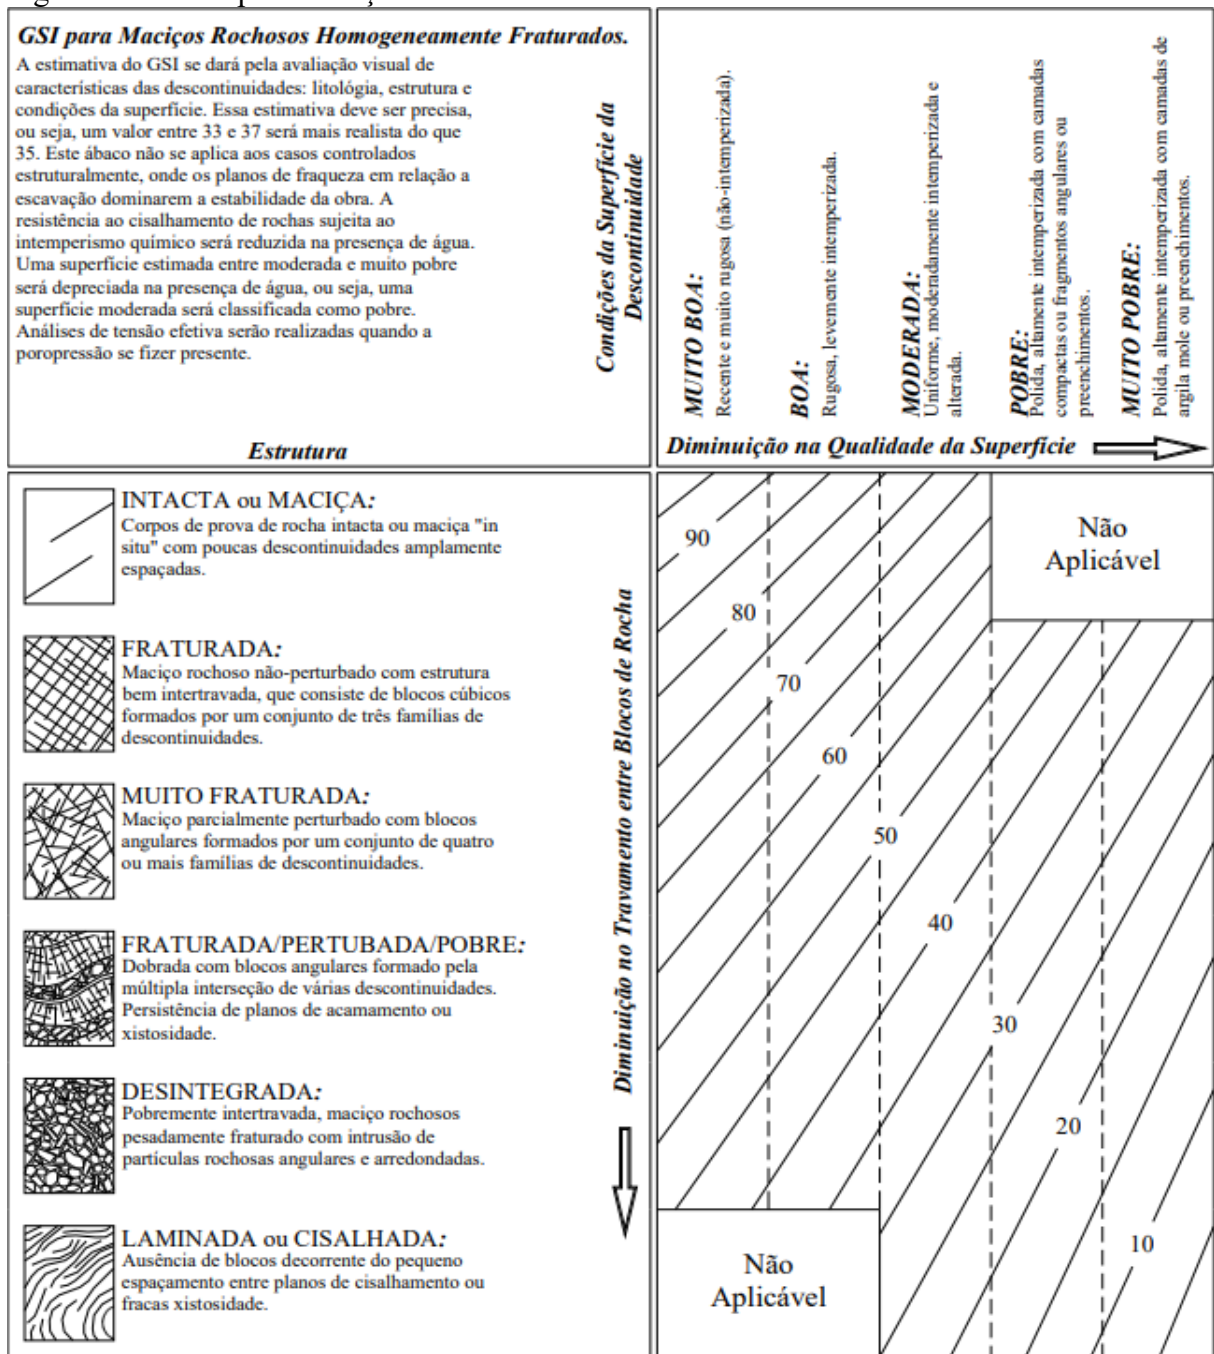 GSI para Maciços Rochosos Homogeneamente Fraturados.
A estimativa do GSI se dará pela avaliação visual de
características das descontinuidades: litológia, estrutura e
condições da superfície. Essa estimativa deve ser precisa,
ou seja, um valor entre 33 e 37 será mais realista do que
35. Este ábaco não se aplica aos casos controlados
estruturalmente, onde os planos de fraqueza em relação a
escavação dominarem a estabilidade da obra. A
resistência ao cisalhamento de rochas sujeita ao
intemperismo químico será reduzida na presença de água.
Uma superfície estimada entre moderada e muito pobre
será depreciada na presença de água, ou seja, uma
superfície moderada será classificada como pobre.
Análises de tensão efetiva serão realizadas quando a
poropressão se fizer presente.
Estrutura
Condições da Superfície da
Descontinuidade
MUITO BOA:
Recente e muito rugosa (não-intemperizada).
BOA:
Rugosa, levemente intemperizada.
MODERADA:
Uniforme, moderadamente intemperizada e
alterada.
POBRE:
Polida, altamente intemperizada com camadas
compactas ou fragmentos angulares ou
preenchimentos.
MUITO POBRE:
Polida, altamente intemperizada com camadas de
argila mole ou preenchimentos.
Diminuição na Qualidade da Superfície
INTACTA ou MACIÇA:
Corpos de prova de rocha intacta ou maciça "in
situ" com poucas descontinuidades amplamente
espaçadas.
FRATURADA:
Maciço rochoso não-perturbado com estrutura
bem intertravada, que consiste de blocos cúbicos
formados por um conjunto de três famílias de
descontinuidades.
MUITO FRATURADA:
Maciço parcialmente perturbado com blocos
angulares formados por um conjunto de quatro
ou mais famílias de descontinuidades.
FRATURADA/PERTUBADA/POBRE:
Dobrada com blocos angulares formado pela
múltipla interseção de várias descontinuidades.
Persistência de planos de acamamento ou
xistosidade.
DESINTEGRADA:
Pobremente intertravada, maciço rochosos
pesadamente fraturado com intrusão de
partículas rochosas angulares e arredondadas.
LAMINADA ou CISALHADA:
Ausência de blocos decorrente do pequeno
espaçamento entre planos de cisalhamento ou
fracas xistosidade.
Diminuição no Travamento entre Blocos de Rocha
Não
Aplicável
90
80
70
60
50
40
30
20
10
Não
Aplicável